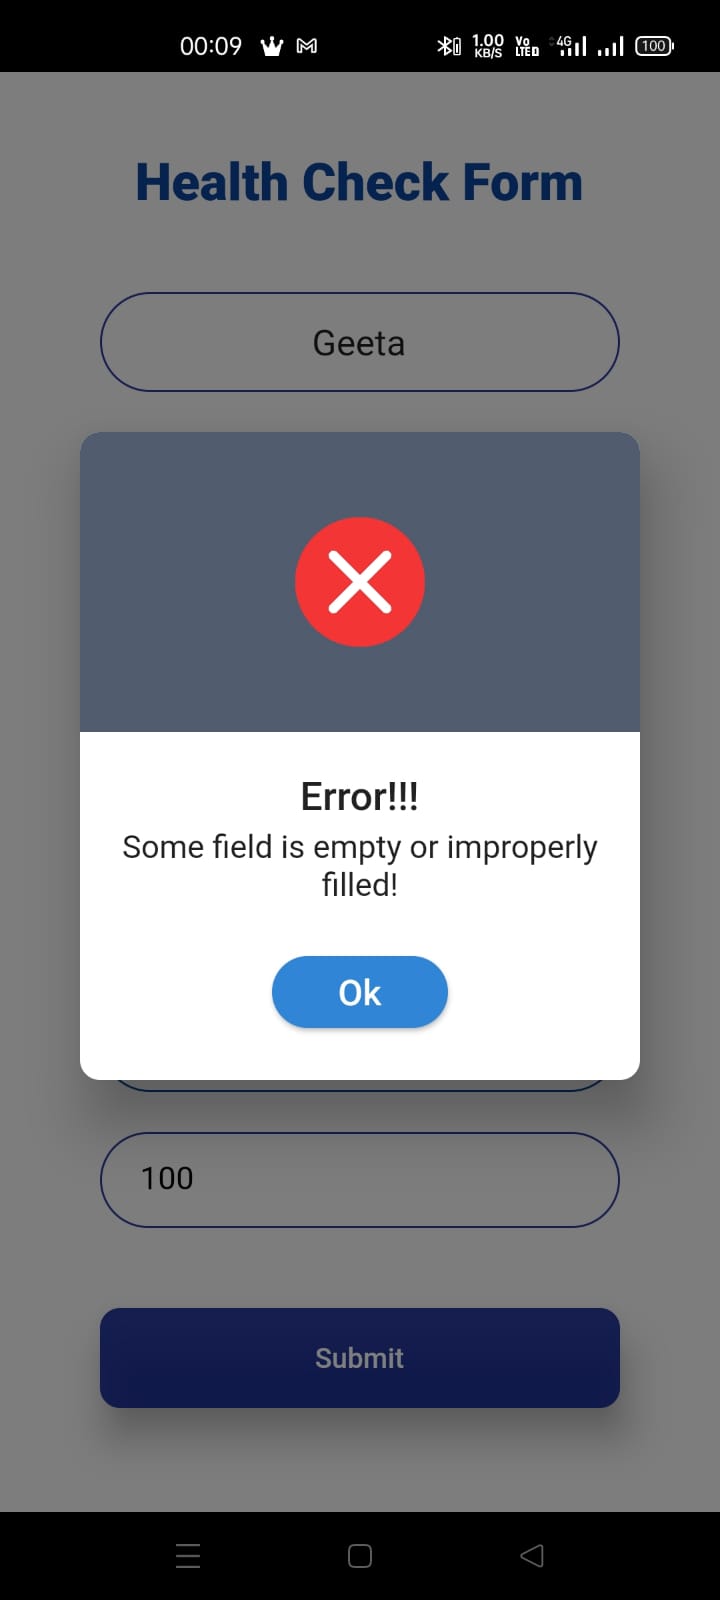 00:09 1.00 KB/S Vo LTE 4G 100
Health Check Form
Geeta
Error!!!
Some field is empty or improperly
filled!
Ok
100
Submit